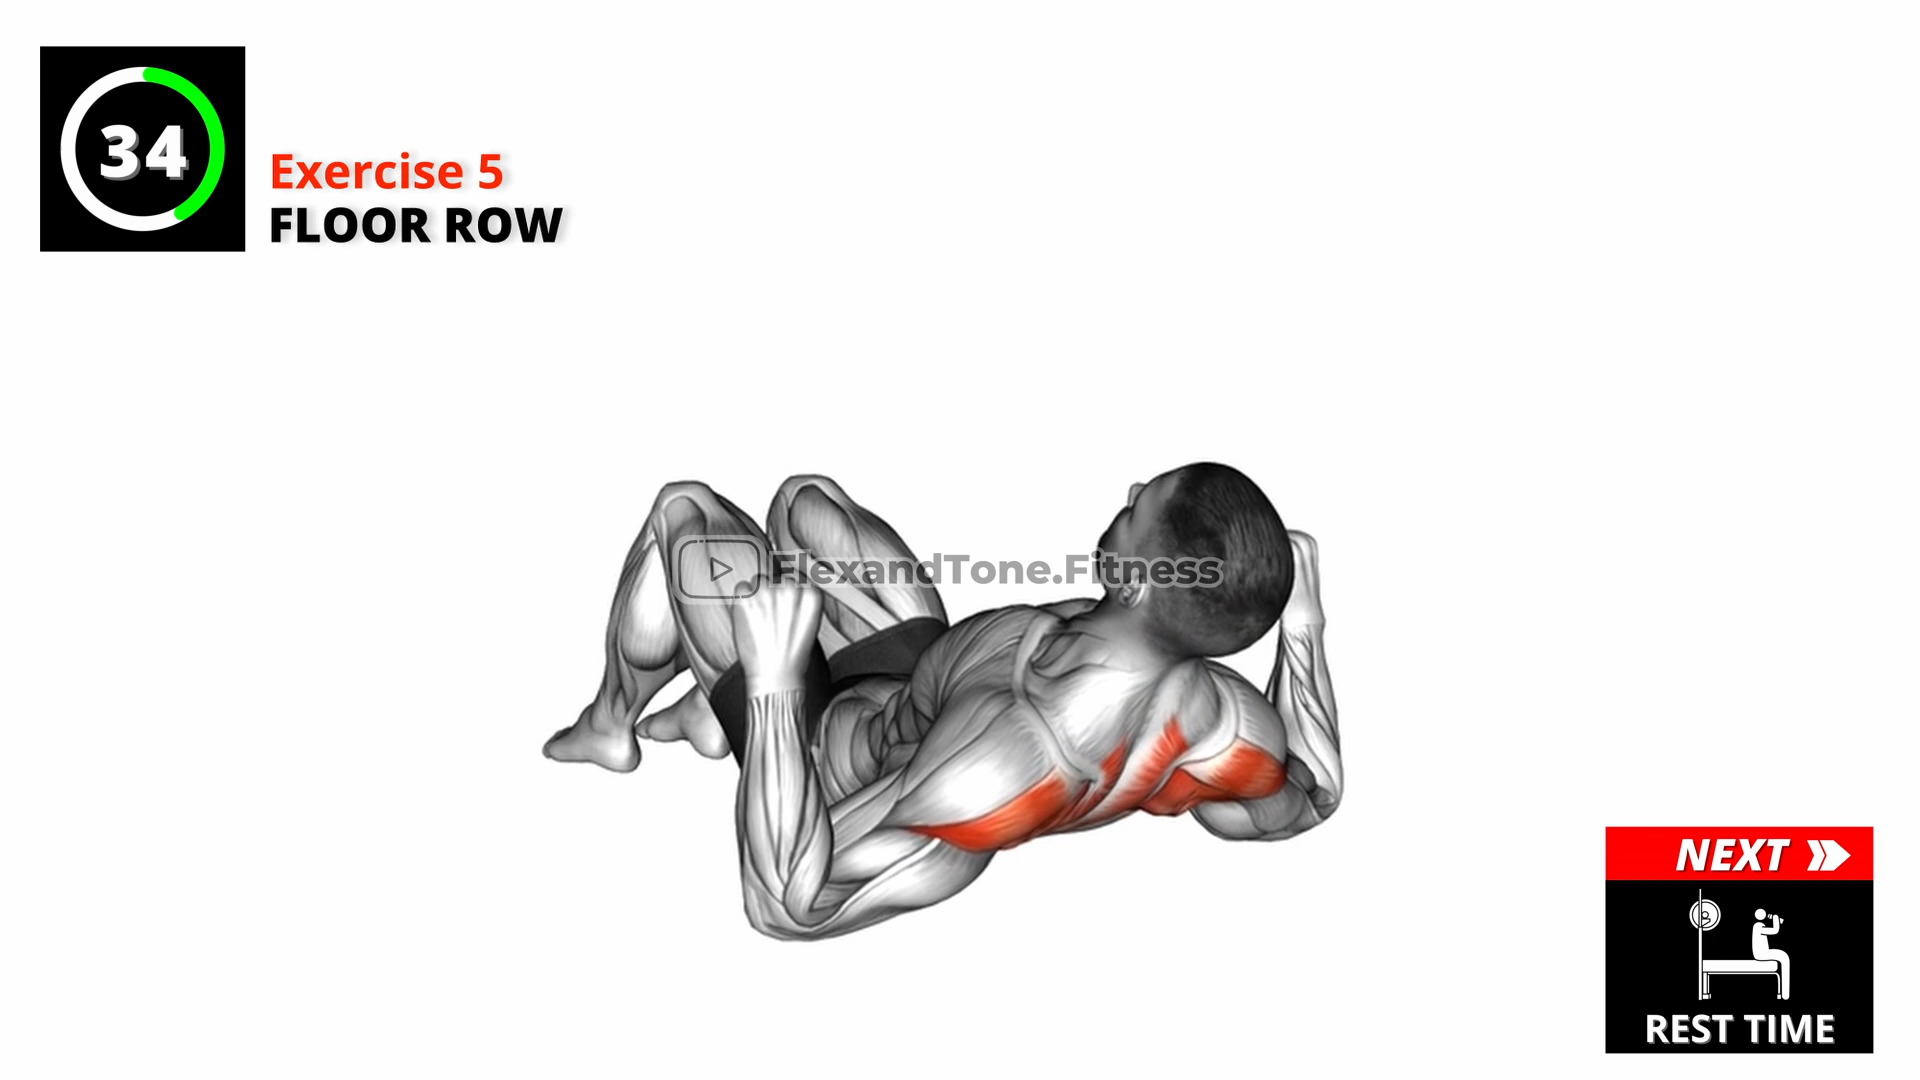 34
Exercise 5
FLOOR ROW
FlexandTone.Fitness
NEXT
REST TIME